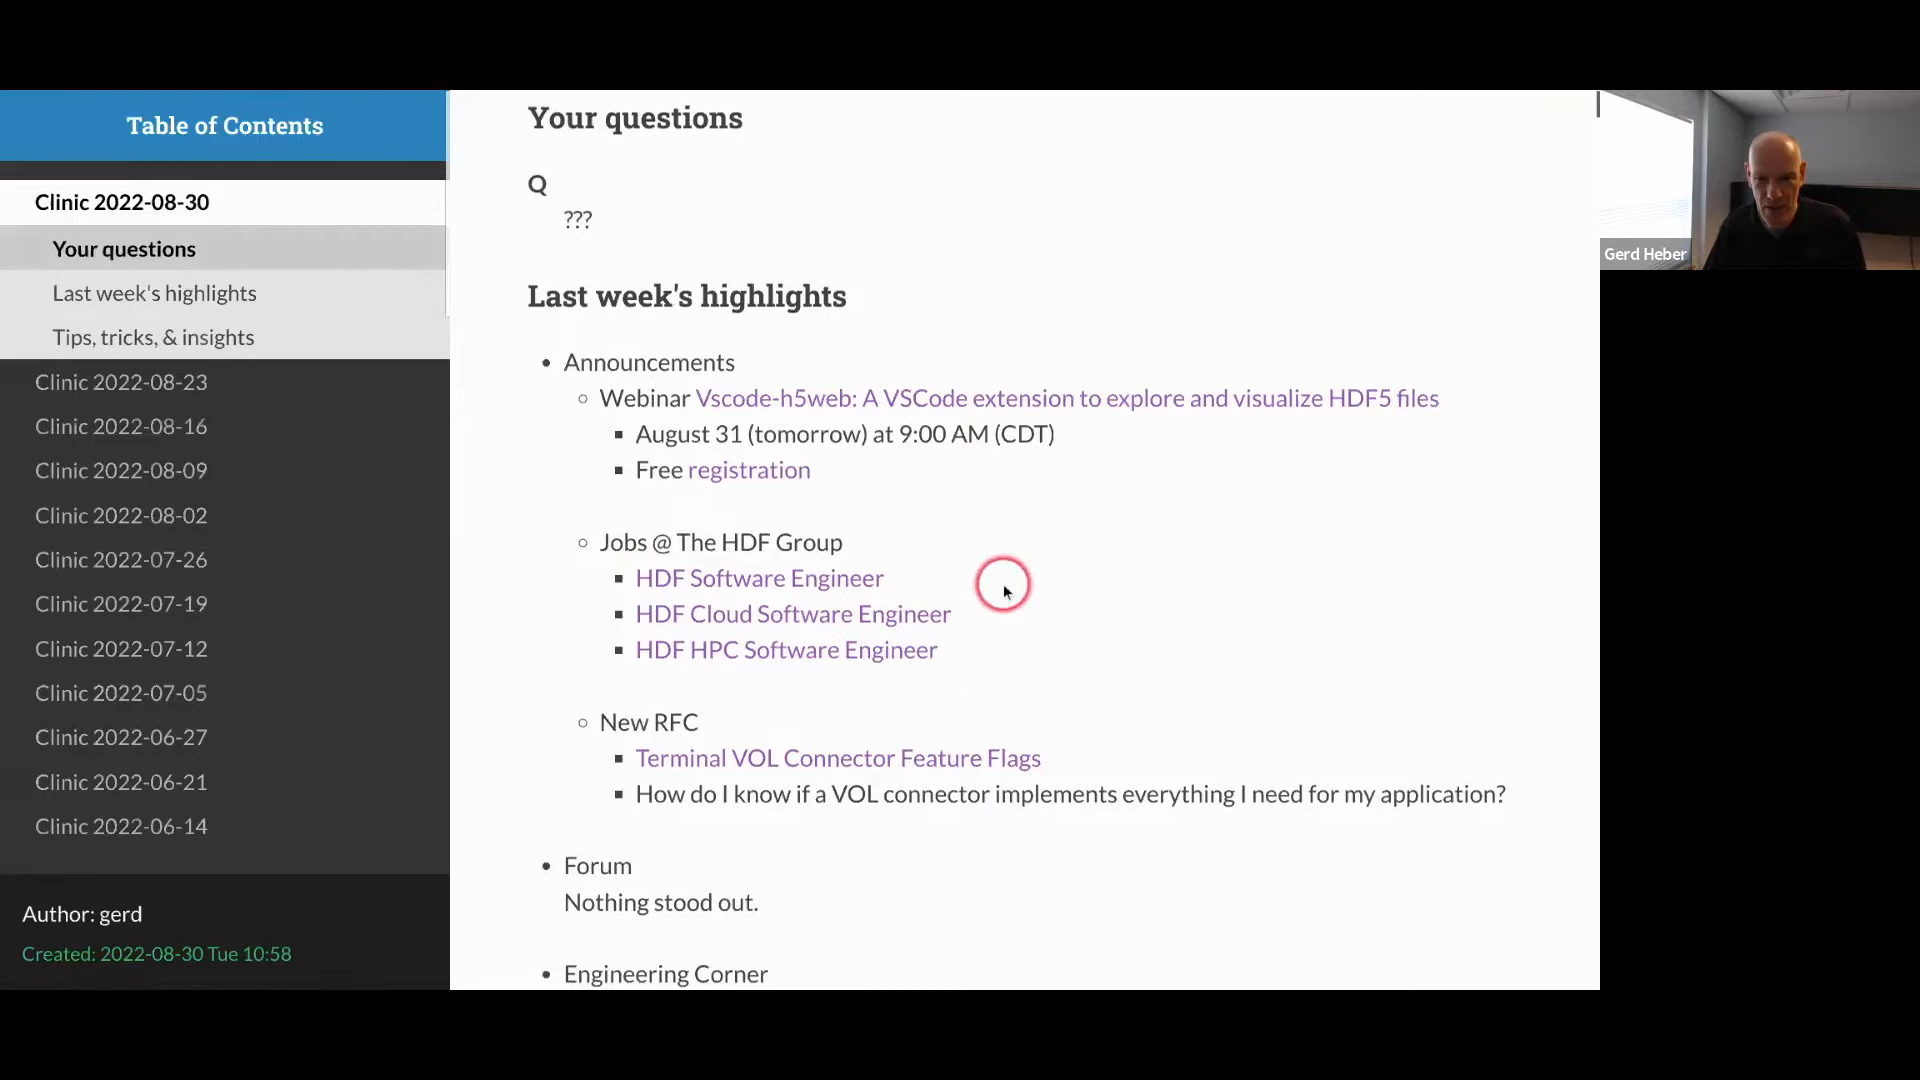 Table of Contents
Clinic 2022-08-30
Your questions
Last week's highlights
Tips, tricks, & insights
Clinic 2022-08-23
Clinic 2022-08-16
Clinic 2022-08-09
Clinic 2022-08-02
Clinic 2022-07-26
Clinic 2022-07-19
Clinic 2022-07-12
Clinic 2022-07-05
Clinic 2022-06-27
Clinic 2022-06-21
Clinic 2022-06-14
Author: gerd
Created: 2022-08-30 Tue 10:58
Your questions
Q
???
Last week's highlights
• Announcements
○ Webinar Vscode-h5web: A VSCode extension to explore and visualize HDF5 files
▪ August 31 (tomorrow) at 9:00 AM (CDT)
▪ Free registration
○ Jobs @ The HDF Group
▪ HDF Software Engineer
▪ HDF Cloud Software Engineer
▪ HDF HPC Software Engineer
○ New RFC
▪ Terminal VOL Connector Feature Flags
▪ How do I know if a VOL connector implements everything I need for my application?
• Forum
Nothing stood out.
• Engineering Corner
Gerd Heber